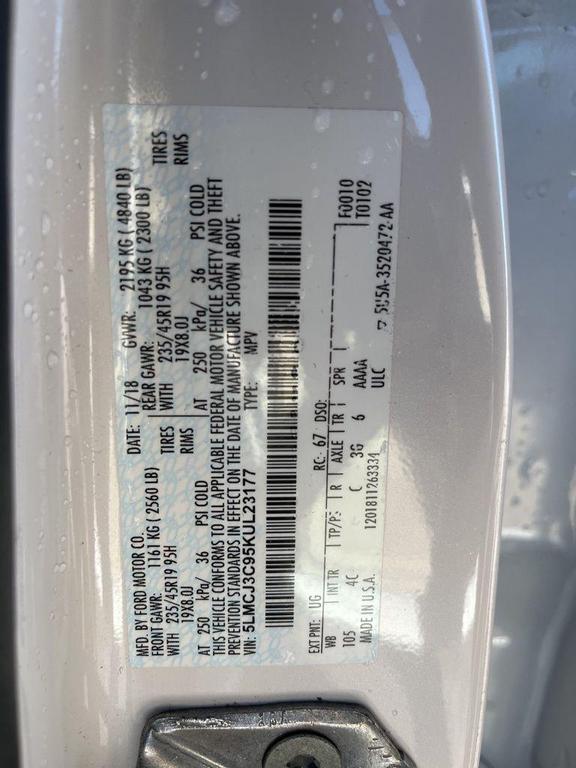 MFD. BY FORD MOTOR CO.
DATE: 11/18 GVWR: 2195 KG ( 4840 LB)
FRONT GAWR: 1161 KG ( 2560 LB) REAR GAWR: 1043 KG ( 2300 LB)
WITH 235/45R19 95H TIRES WITH 235/45R19 95H TIRES
19X8.0J RIMS 19X8.0J RIMS
AT 250 kPa/ 36 PSI COLD AT 250 kPa/ 36 PSI COLD
THIS VEHICLE CONFORMS TO ALL APPLICABLE FEDERAL MOTOR VEHICLE SAFETY AND THEFT
PREVENTION STANDARDS IN EFFECT ON THE DATE OF MANUFACTURE SHOWN ABOVE.
VIN: 5LMCJ3C95KUL23177 TYPE: MPV
EXT PNT: UG RC: 67 DSO: F0010
WB INT TR TP/PS R AXLE TR SPR T0102
105 4C C 3G 6 AAAA
MADE IN U.S.A. 1201811263334 ULC
5U5A-3520472-AA